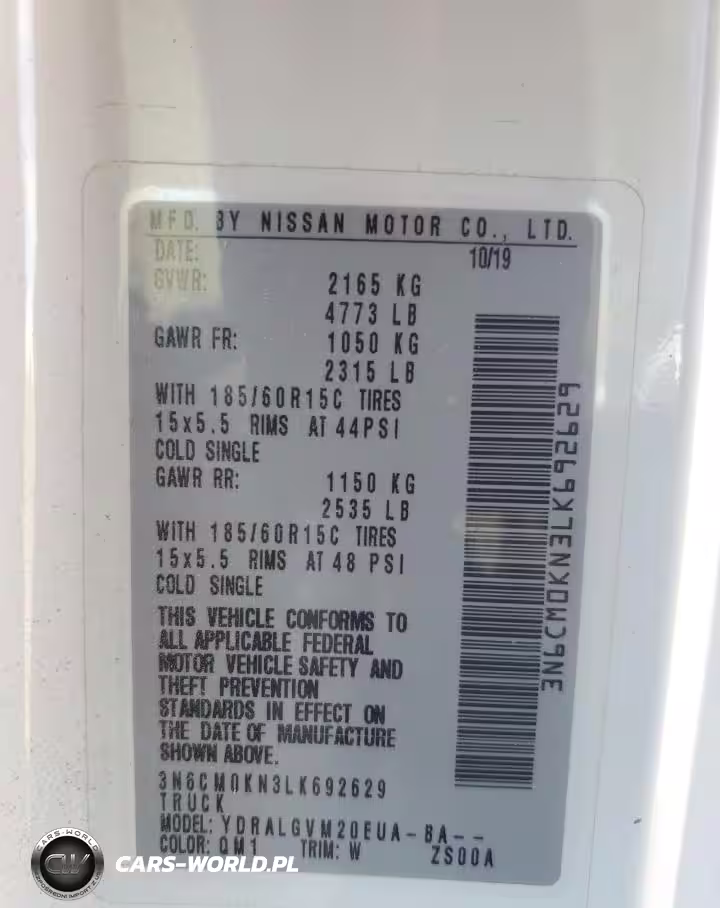 MFD. BY NISSAN MOTOR CO., LTD.
DATE: 10/19
GVWR: 2165 KG
4773 LB
GAWR FR: 1050 KG
2315 LB
WITH 185/60R15C TIRES
15x5.5 RIMS AT 44PSI
COLD SINGLE
GAWR RR: 1150 KG
2535 LB
WITH 185/60R15C TIRES
15x5.5 RIMS AT 48 PSI
COLD SINGLE
THIS VEHICLE CONFORMS TO
ALL APPLICABLE FEDERAL
MOTOR VEHICLE SAFETY AND
THEFT PREVENTION
STANDARDS IN EFFECT ON
THE DATE OF MANUFACTURE
SHOWN ABOVE.
3N6CM0KN3LK692629
TRUCK
MODEL: YDRALGVM20EUA-BA--
COLOR: QM1 TRIM: W ZS00A
3N6CM0KN3LK692629
CARS-WORLD
CW
CARS-WORLD.PL